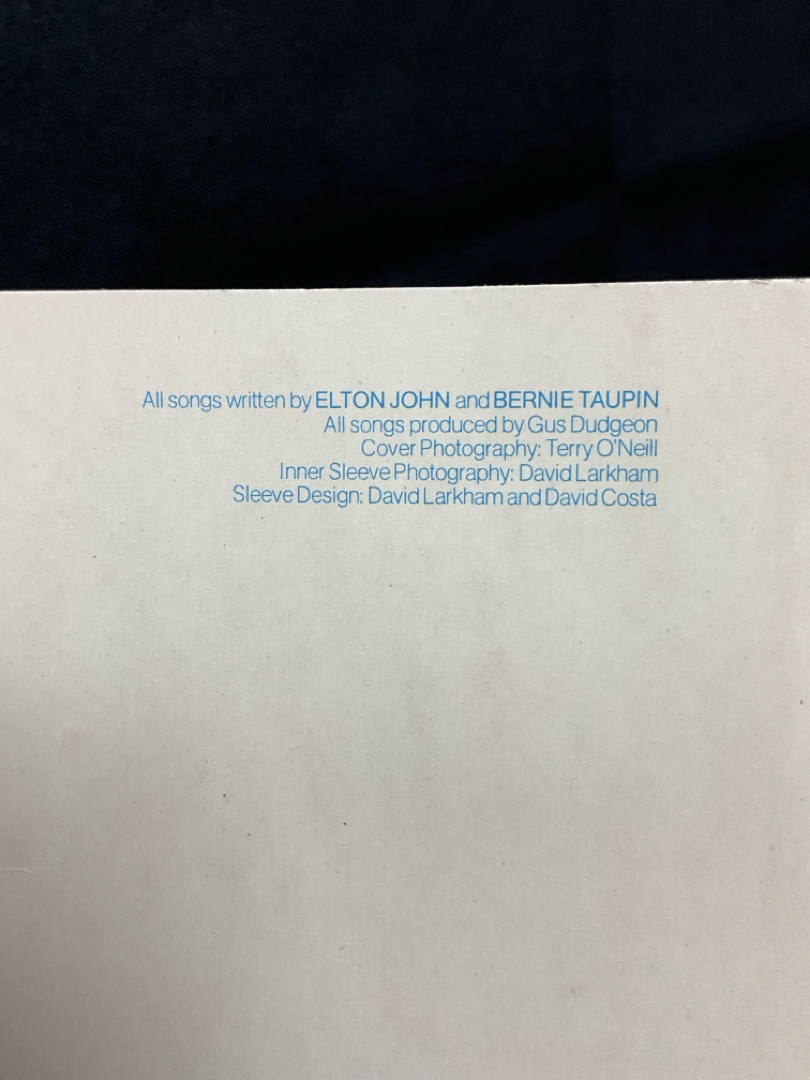 All songs written by ELTON JOHN and BERNIE TAUPIN
All songs produced by Gus Dudgeon
Cover Photography: Terry O'Neill
Inner Sleeve Photography: David Larkham
Sleeve Design: David Larkham and David Costa